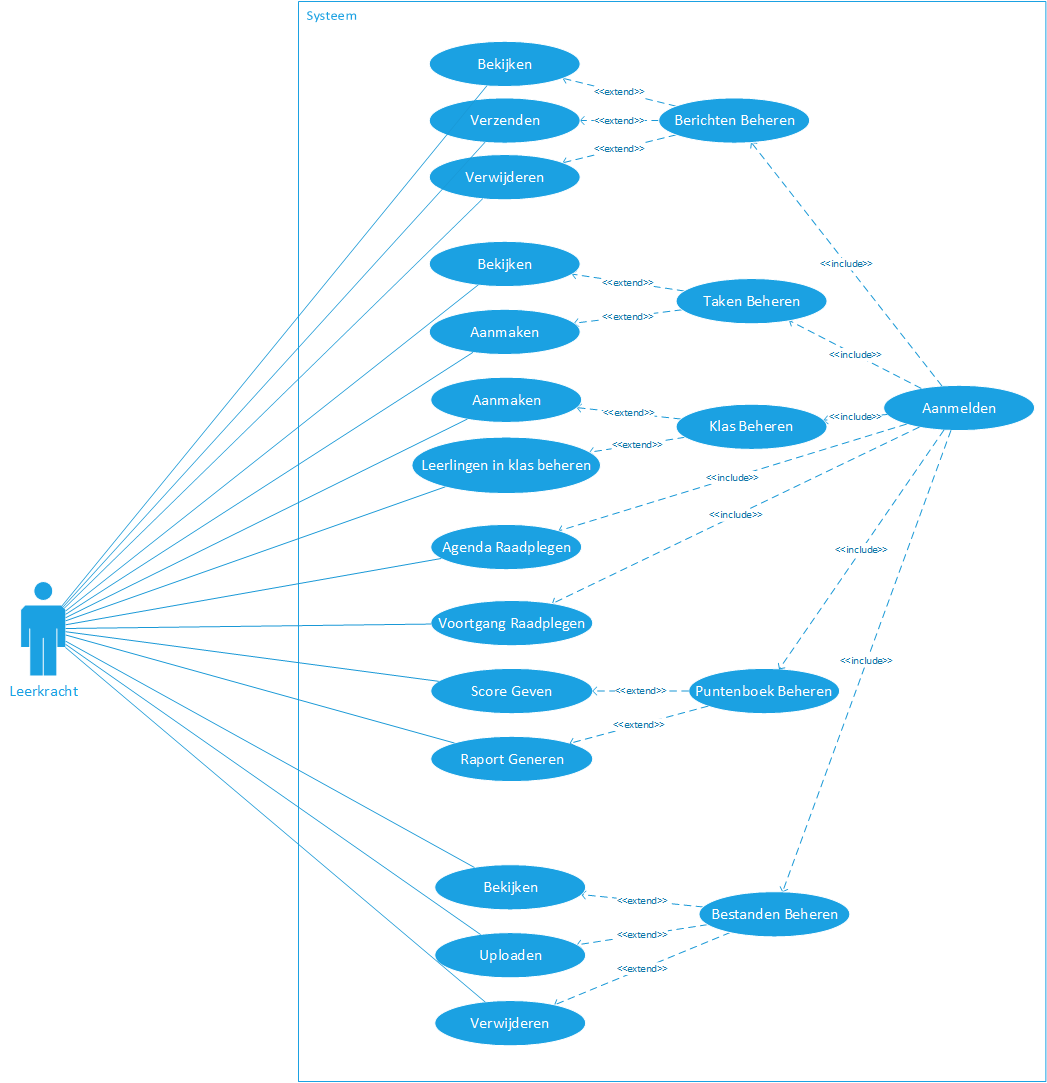 Systeem
Bekijken
<<extend>>
Verzenden
<<extend>>
Berichten Beheren
<<extend>>
Verwijderen
Bekijken
<<include>>
<<extend>>
Taken Beheren
<<extend>>
Aanmaken
<<include>>
Aanmaken
<<extend>>
Klas Beheren
<<include>>
Aanmelden
<<extend>>
Leerlingen in klas beheren
<<include>>
<<include>>
Agenda Raadplegen
<<include>>
Voortgang Raadplegen
<<include>>
Leerkracht
Score Geven
<<extend>>
Puntenboek Beheren
<<extend>>
Raport Generen
Bekijken
<<extend>>
Bestanden Beheren
<<extend>>
Uploaden
<<extend>>
Verwijderen